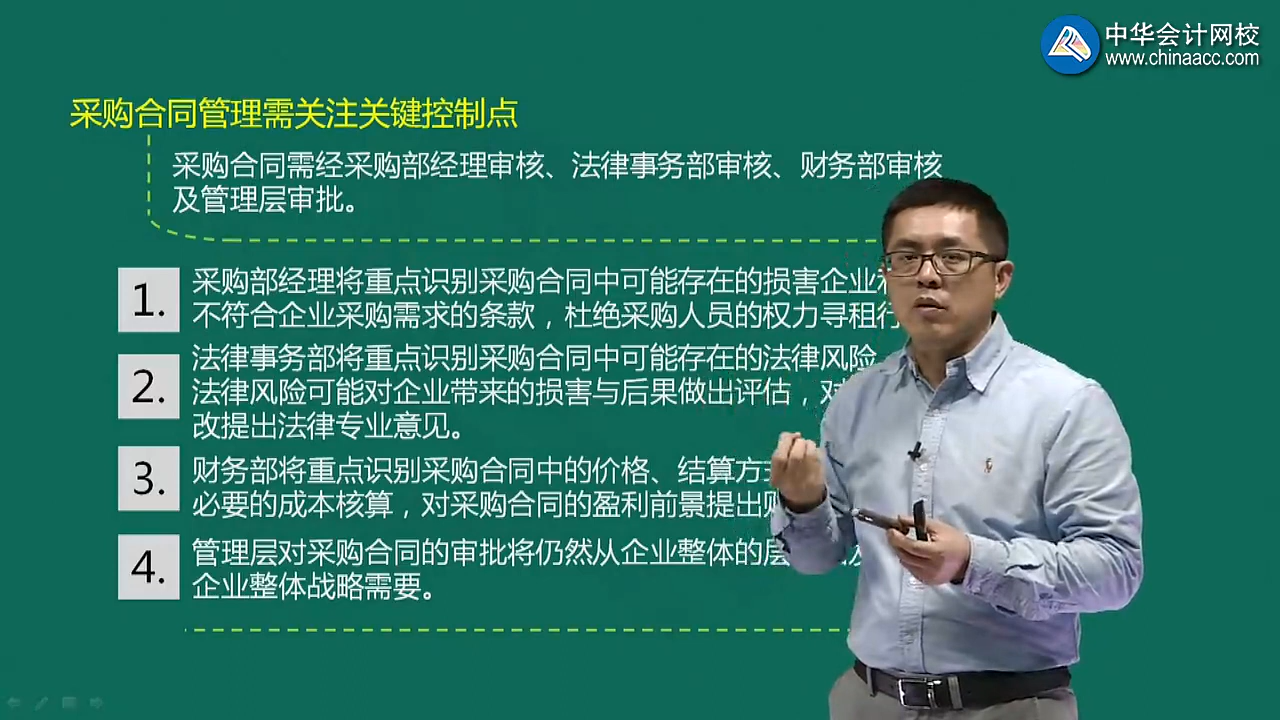 中华会计网校
www.chinaacc.com
采购合同管理需关注关键控制点
采购合同需经采购部经理审核、法律事务部审核、财务部审核
及管理层审批。
1.
采购部经理将重点识别采购合同中可能存在的损害企业
不符合企业采购需求的条款，杜绝采购人员的权力寻租行
2.
法律事务部将重点识别采购合同中可能存在的法律风险
法律风险可能对企业带来的损害与后果做出评估，对
改提出法律专业意见。
3.
财务部将重点识别采购合同中的价格、结算方式
必要的成本核算，对采购合同的盈利前景提出财
4.
管理层对采购合同的审批将仍然从企业整体的层
企业整体战略需要。